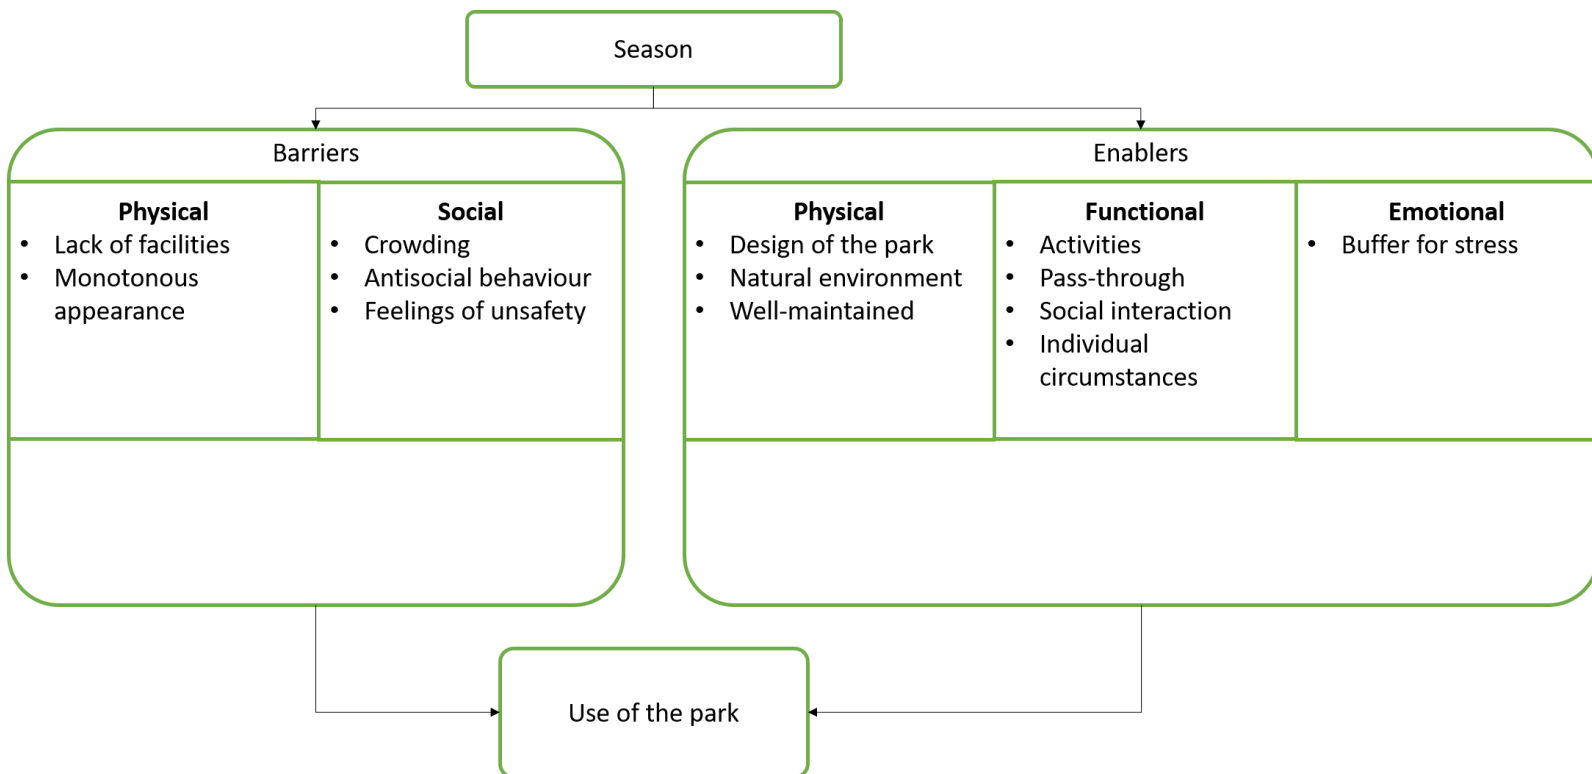 Season
Barriers
Physical
• Lack of facilities
• Monotonous
appearance
Social
• Crowding
• Antisocial behaviour
• Feelings of unsafety
Enablers
Physical
• Design of the park
• Natural environment
• Well-maintained
Functional
• Activities
• Pass-through
• Social interaction
• Individual
circumstances
Emotional
• Buffer for stress
Use of the park